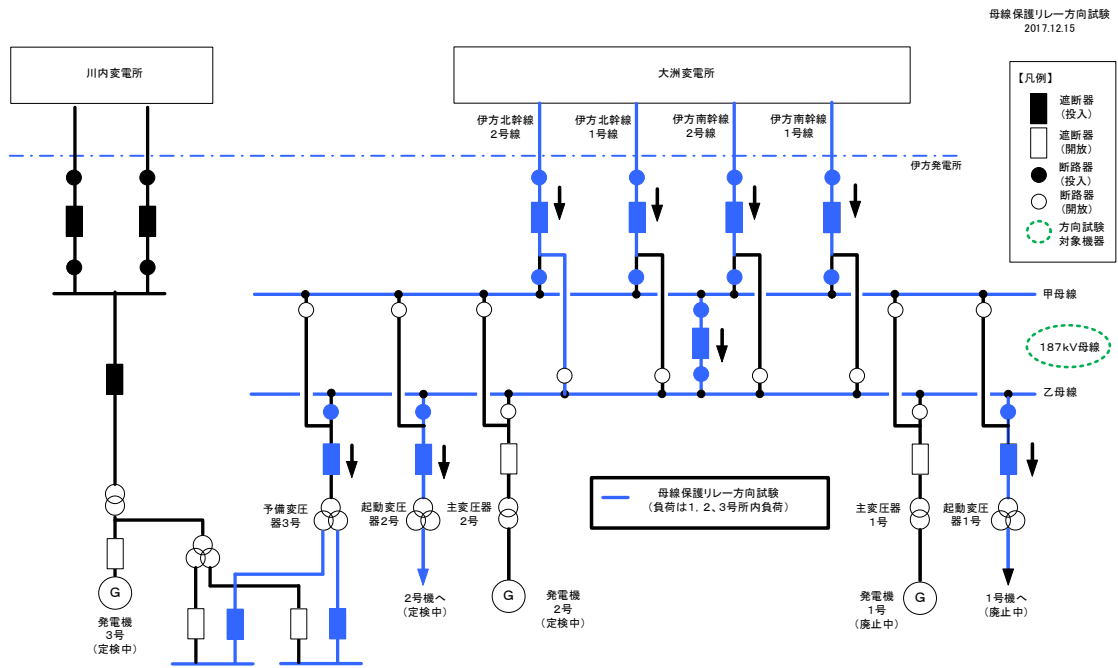 母線保護リレー方向試験
2017.12.15
川内変電所
大洲変電所
【凡例】
遮断器
(投入)
遮断器
(開放)
断路器
(投入)
断路器
(開放)
方向試験
対象機器
伊方北幹線
2号線
伊方北幹線
1号線
伊方南幹線
2号線
伊方南幹線
1号線
伊方発電所
甲母線
187kV母線
乙母線
母線保護リレー方向試験
(負荷は1、2、3号所内負荷)
予備変圧
器3号
起動変圧
器2号
主変圧器
2号
主変圧器
1号
起動変圧
器1号
G
発電機
3号
(定検中)
2号機へ
(定検中)
G
発電機
2号
(定検中)
発電機
1号
(廃止中)
G
1号機へ
(廃止中)